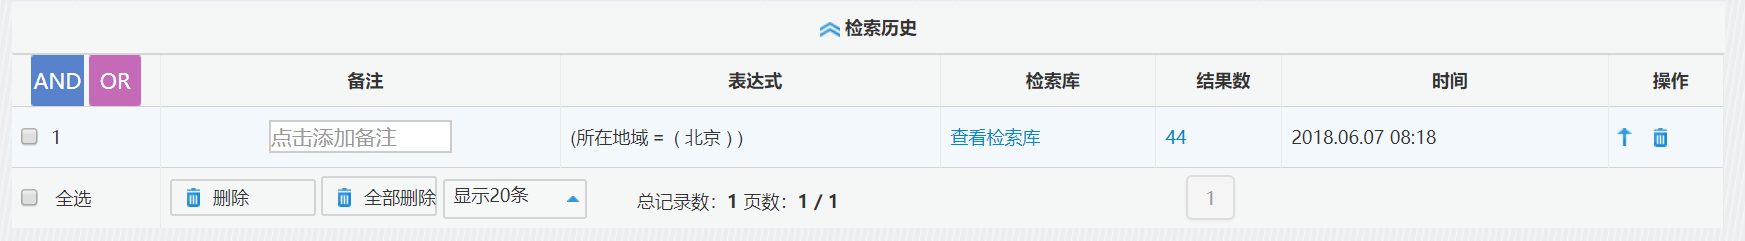 检索历史
AND OR 备注 表达式 检索库 结果数 时间 操作
1 点击添加备注 (所在地域 = ( 北京 ) ) 查看检索库 44 2018.06.07 08:18
全选 删除 全部删除 显示20条 总记录数：1 页数：1 / 1 1